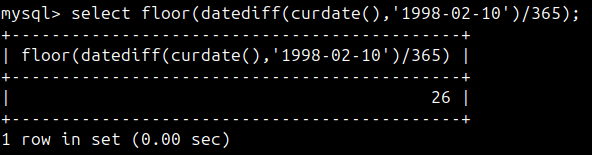 mysql> select floor(datediff(curdate(),'1998-02-10')/365);
+---------------------------------------------+
| floor(datediff(curdate(),'1998-02-10')/365) |
+---------------------------------------------+
|                                          26 |
+---------------------------------------------+
1 row in set (0.00 sec)